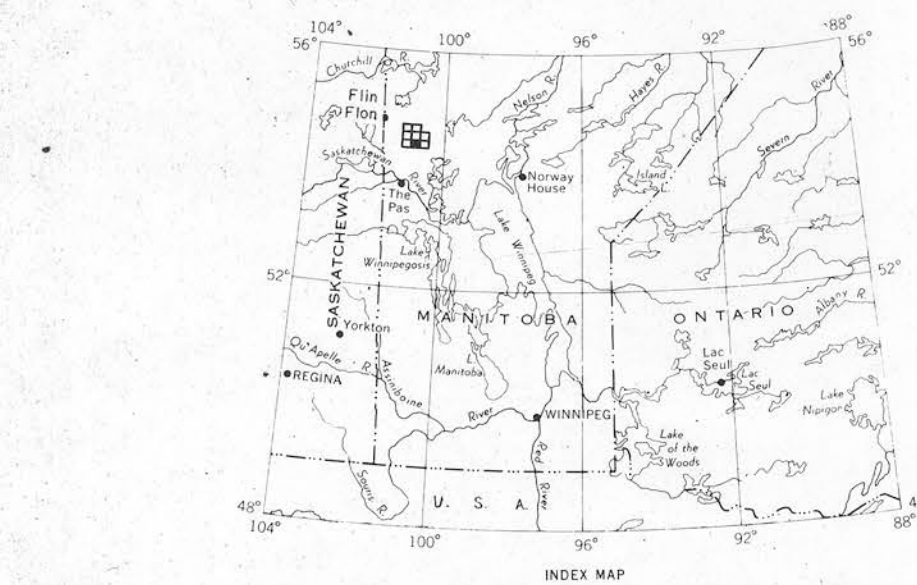 104°
100°
96°
92°
88°
56°
56°
Churchill R.
Flin
Flon
Nelson R.
Hayes R.
River
Severn
Saskatchewan
River
The
Pas
Norway
House
Island
L.
SASKATCHEWAN
Lake
Winnipegosis
Lake Winnipeg
52°
52°
MANITOBA
ONTARIO
Albany R.
Yorkton
Qu'Apelle R.
REGINA
Assiniboine
River
L.
Manitoba
Lac
Seul
Lac
Seul
Lake
Nipigon
WINNIPEG
Red River
Lake
of the
Woods
Souris R.
U. S. A.
48°
4
104°
100°
96°
92°
88°
INDEX MAP